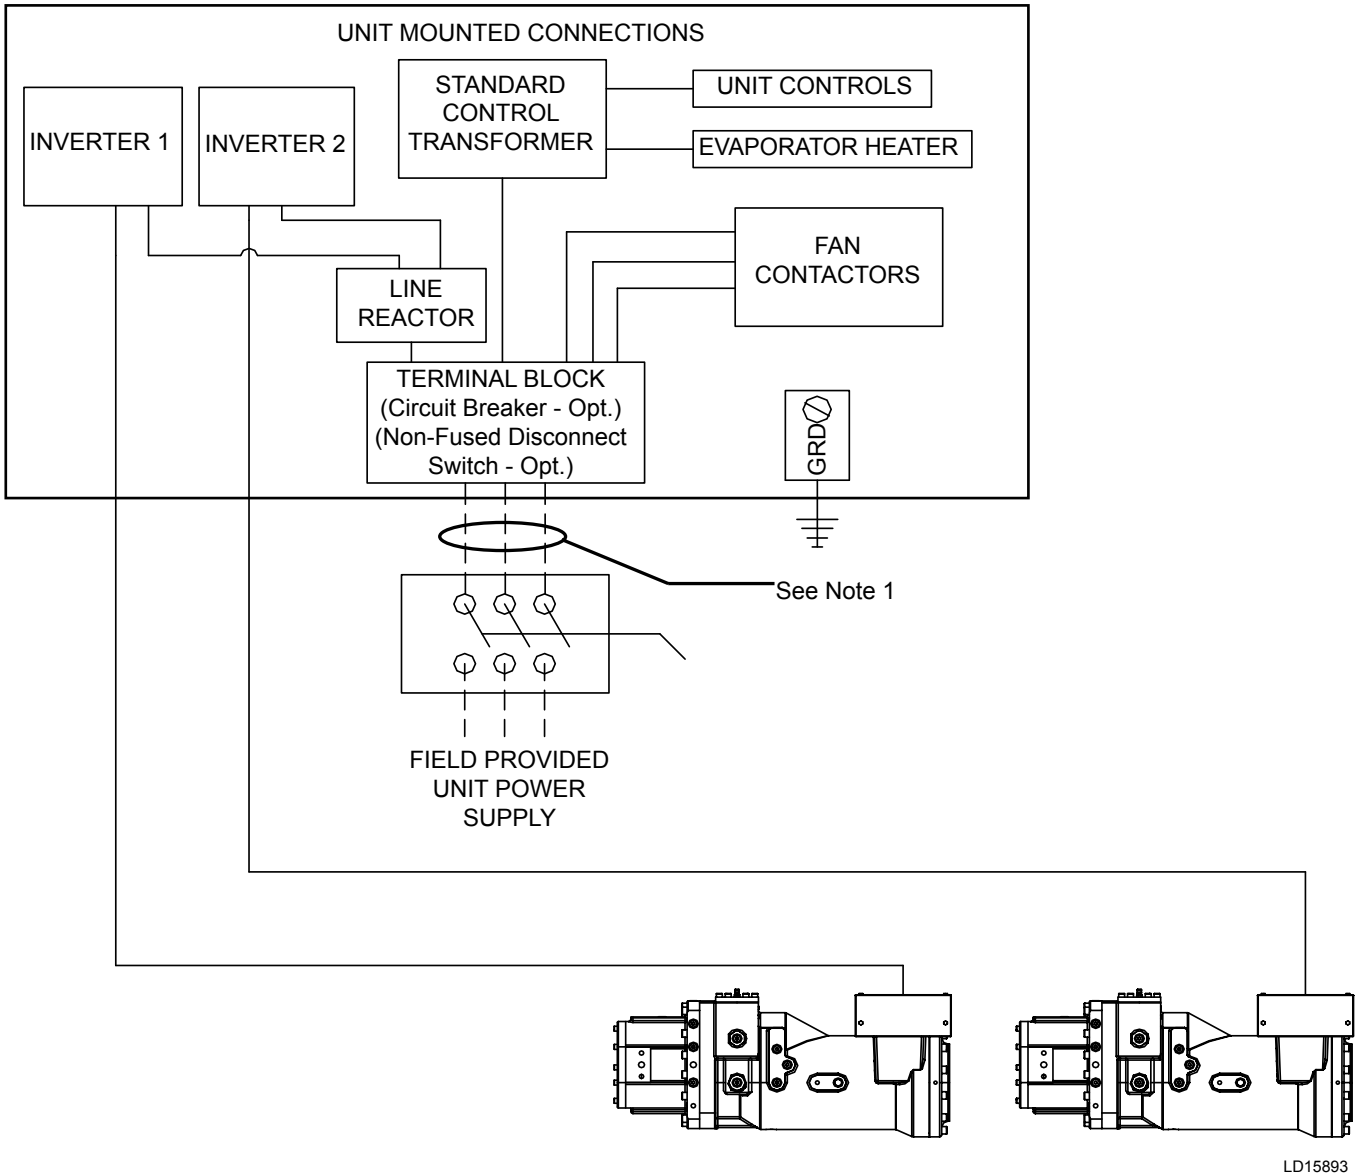 UNIT MOUNTED CONNECTIONS
INVERTER 1
INVERTER 2
STANDARD
CONTROL
TRANSFORMER
UNIT CONTROLS
EVAPORATOR HEATER
FAN
CONTACTORS
LINE
REACTOR
TERMINAL BLOCK
(Circuit Breaker - Opt.)
(Non-Fused Disconnect
Switch - Opt.)
GRD
See Note 1
FIELD PROVIDED
UNIT POWER
SUPPLY
LD15893